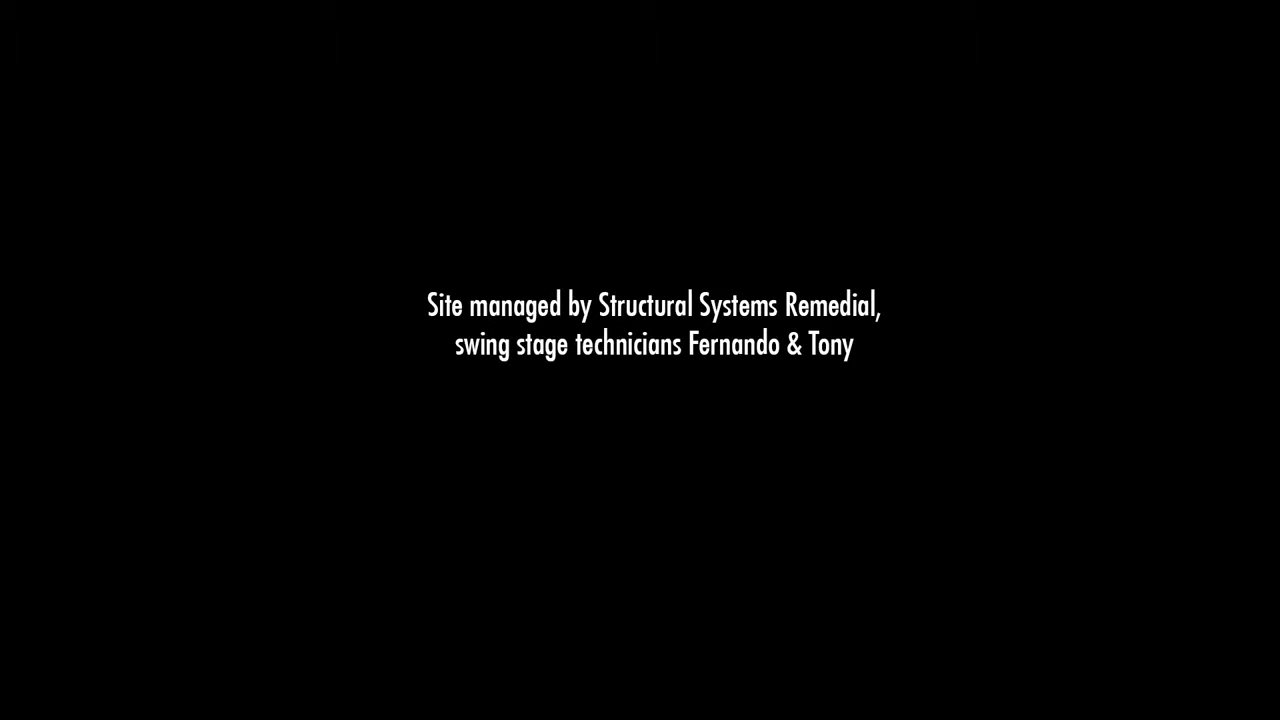 Site managed by Structural Systems Remedial,
swing stage technicians Fernando & Tony